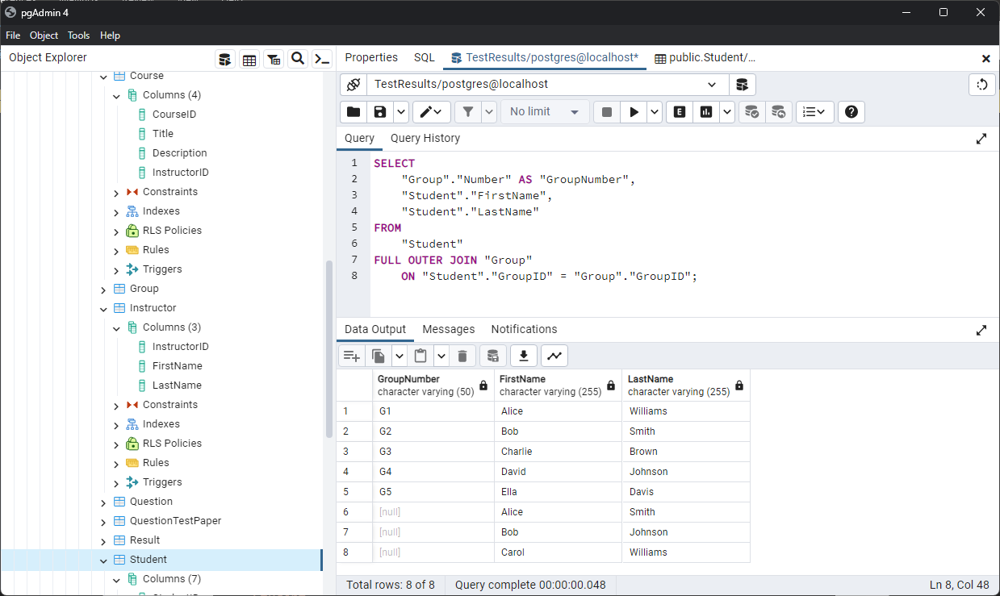 pgAdmin 4
File Object Tools Help
Object Explorer
Course
Columns (4)
CourseID
Title
Description
InstructorID
Constraints
Indexes
RLS Policies
Rules
Triggers
Group
Instructor
Columns (3)
InstructorID
FirstName
LastName
Constraints
Indexes
RLS Policies
Rules
Triggers
Question
QuestionTestPaper
Result
Student
Columns (7)
Properties SQL TestResults/postgres@localhost* public.Student/...
TestResults/postgres@localhost
No limit E
Query Query History
1 SELECT
2 "Group"."Number" AS "GroupNumber",
3 "Student"."FirstName",
4 "Student"."LastName"
5 FROM
6 "Student"
7 FULL OUTER JOIN "Group"
8 ON "Student"."GroupID" = "Group"."GroupID";
Data Output Messages Notifications
GroupNumber FirstName LastName
character varying (50) character varying (255) character varying (255)
1 G1 Alice Williams
2 G2 Bob Smith
3 G3 Charlie Brown
4 G4 David Johnson
5 G5 Ella Davis
6 [null] Alice Smith
7 [null] Bob Johnson
8 [null] Carol Williams
Total rows: 8 of 8 Query complete 00:00:00.048 Ln 8, Col 48